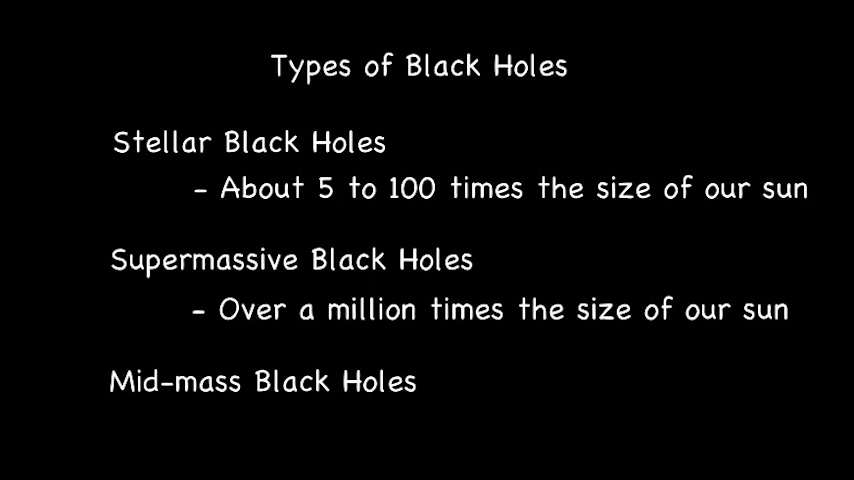 Types of Black Holes
Stellar Black Holes
- About 5 to 100 times the size of our sun
Supermassive Black Holes
- Over a million times the size of our sun
Mid-mass Black Holes